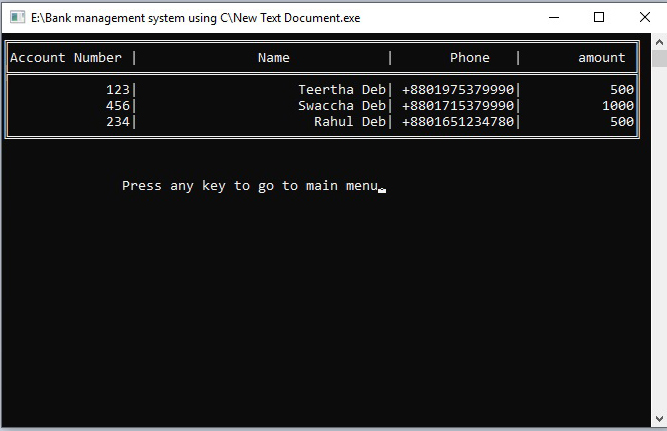 E:\Bank management system using C\New Text Document.exe
Account Number | Name | Phone | amount
123| Teertha Deb| +8801975379990| 500
456| Swaccha Deb| +8801715379990| 1000
234| Rahul Deb| +8801651234780| 500
Press any key to go to main menu.